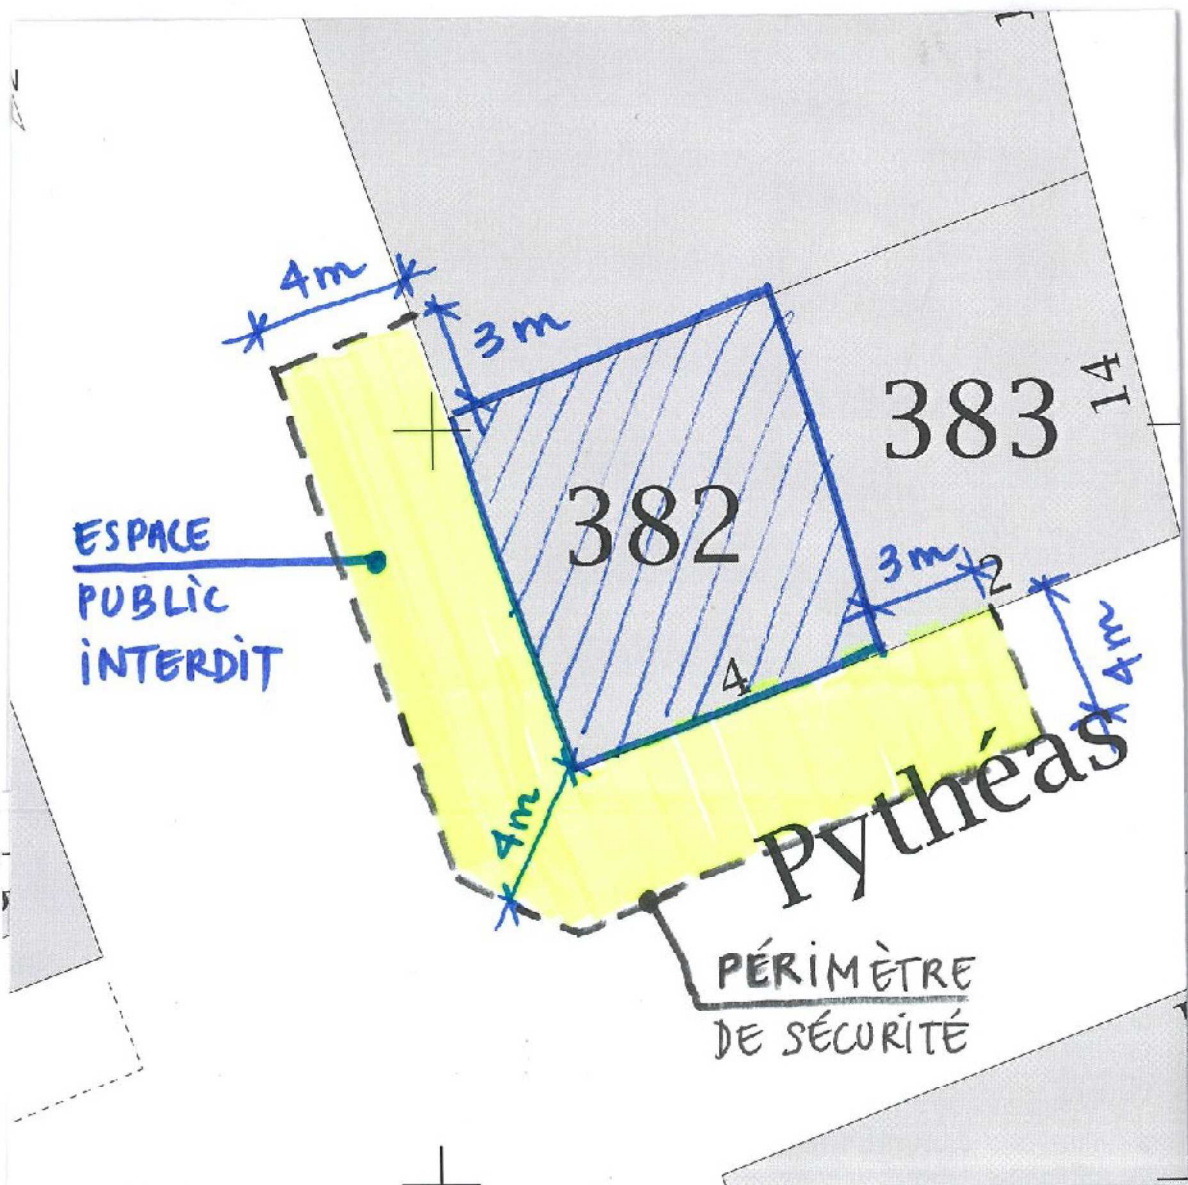 4m
3m
383
14
382
ESPACE
PUBLIC
INTERDIT
3m
2
4m
4
4m
Pythéas
PÉRIMÈTRE
DE SÉCURITÉ